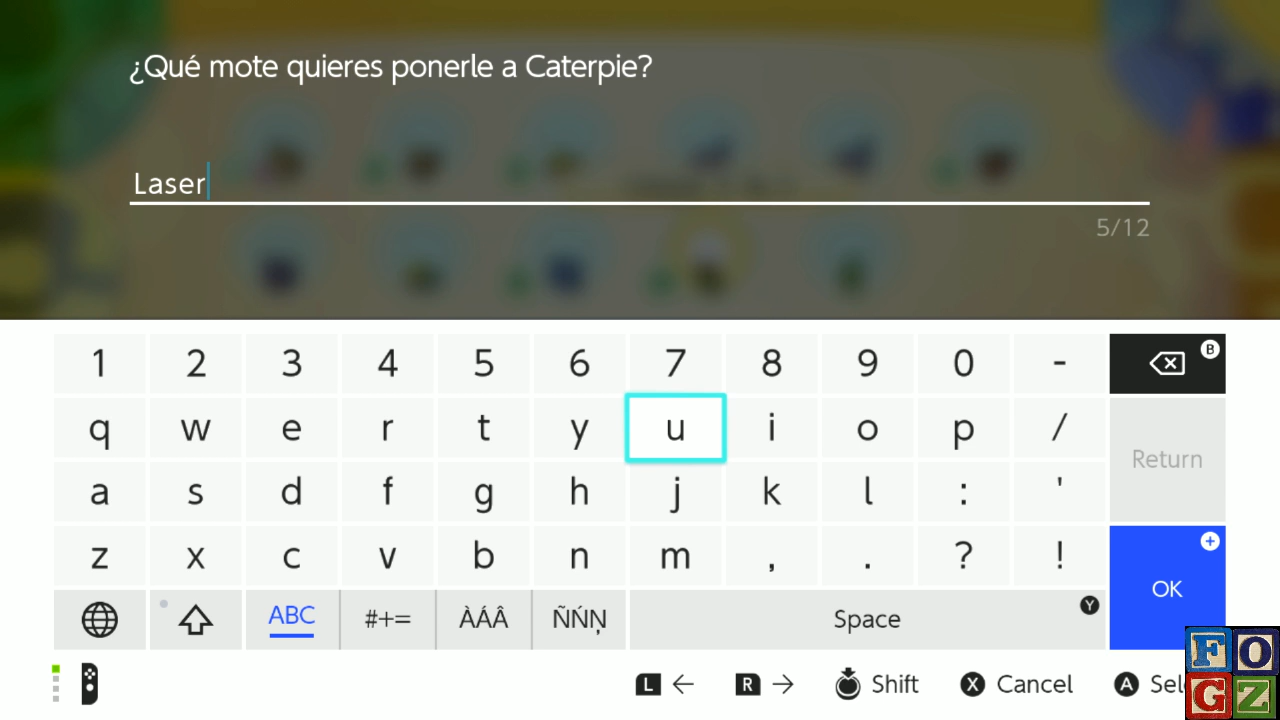 ¿Qué mote quieres ponerle a Caterpie?
Laser
5/12
1 2 3 4 5 6 7 8 9 0 - B
q w e r t y u i o p /
Return
a s d f g h j k l : '
z x c v b n m , . ? ! +
OK
ABC #+= ÀÁÂ ÑŃŅ Space Y
L ← R → Shift X Cancel A
F O
G Z